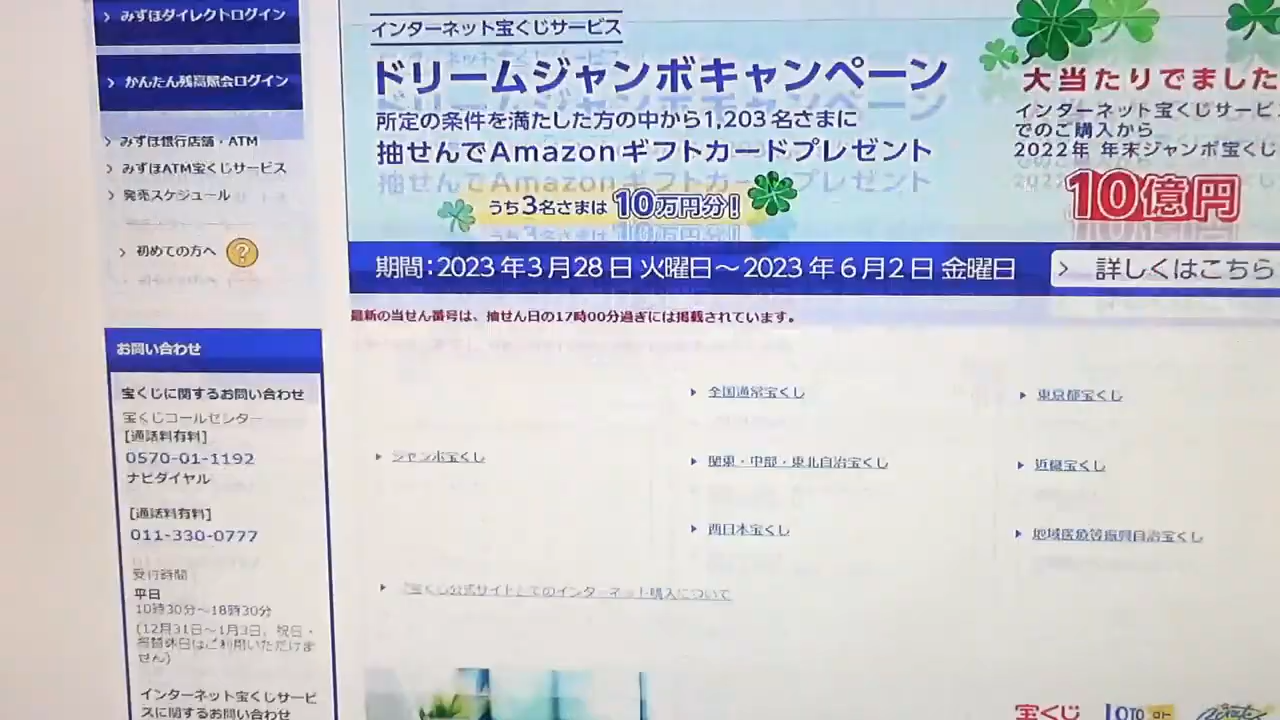 みずほダイレクトログイン
かんたん残高照会ログイン
みずほ銀行店舗・ATM
みずほATM宝くじサービス
発売スケジュール
初めての方へ ?
お問い合わせ
宝くじに関するお問い合わせ
宝くじコールセンター
[通話料有料]
0570-01-1192
ナビダイヤル
[通話料有料]
011-330-0777
受付時間
平日
10時30分～18時30分
(12月31日～1月3日、祝日・
振替休日はご利用いただけま
せん)
インターネット宝くじサービ
スに関するお問い合わせ
インターネット宝くじサービス
ドリームジャンボキャンペーン
所定の条件を満たした方の中から1,203名さまに
抽せんでAmazonギフトカードプレゼント
うち3名さまは10万円分!
大当たりでました
インターネット宝くじサービ
でのご購入から
2022年 年末ジャンボ宝くじ
10億円
期間:2023年3月28日 火曜日～2023年6月2日 金曜日
詳しくはこちら
最新の当せん番号は、抽せん日の17時00分過ぎには掲載されています。
ジャンボ宝くじ
全国通常宝くじ
東京都宝くじ
関東・中部・東北自治宝くじ
近畿宝くじ
西日本宝くじ
地域医療等振興自治宝くじ
「宝くじ公式サイト」でのインターネット購入について
宝くじ
LOTO